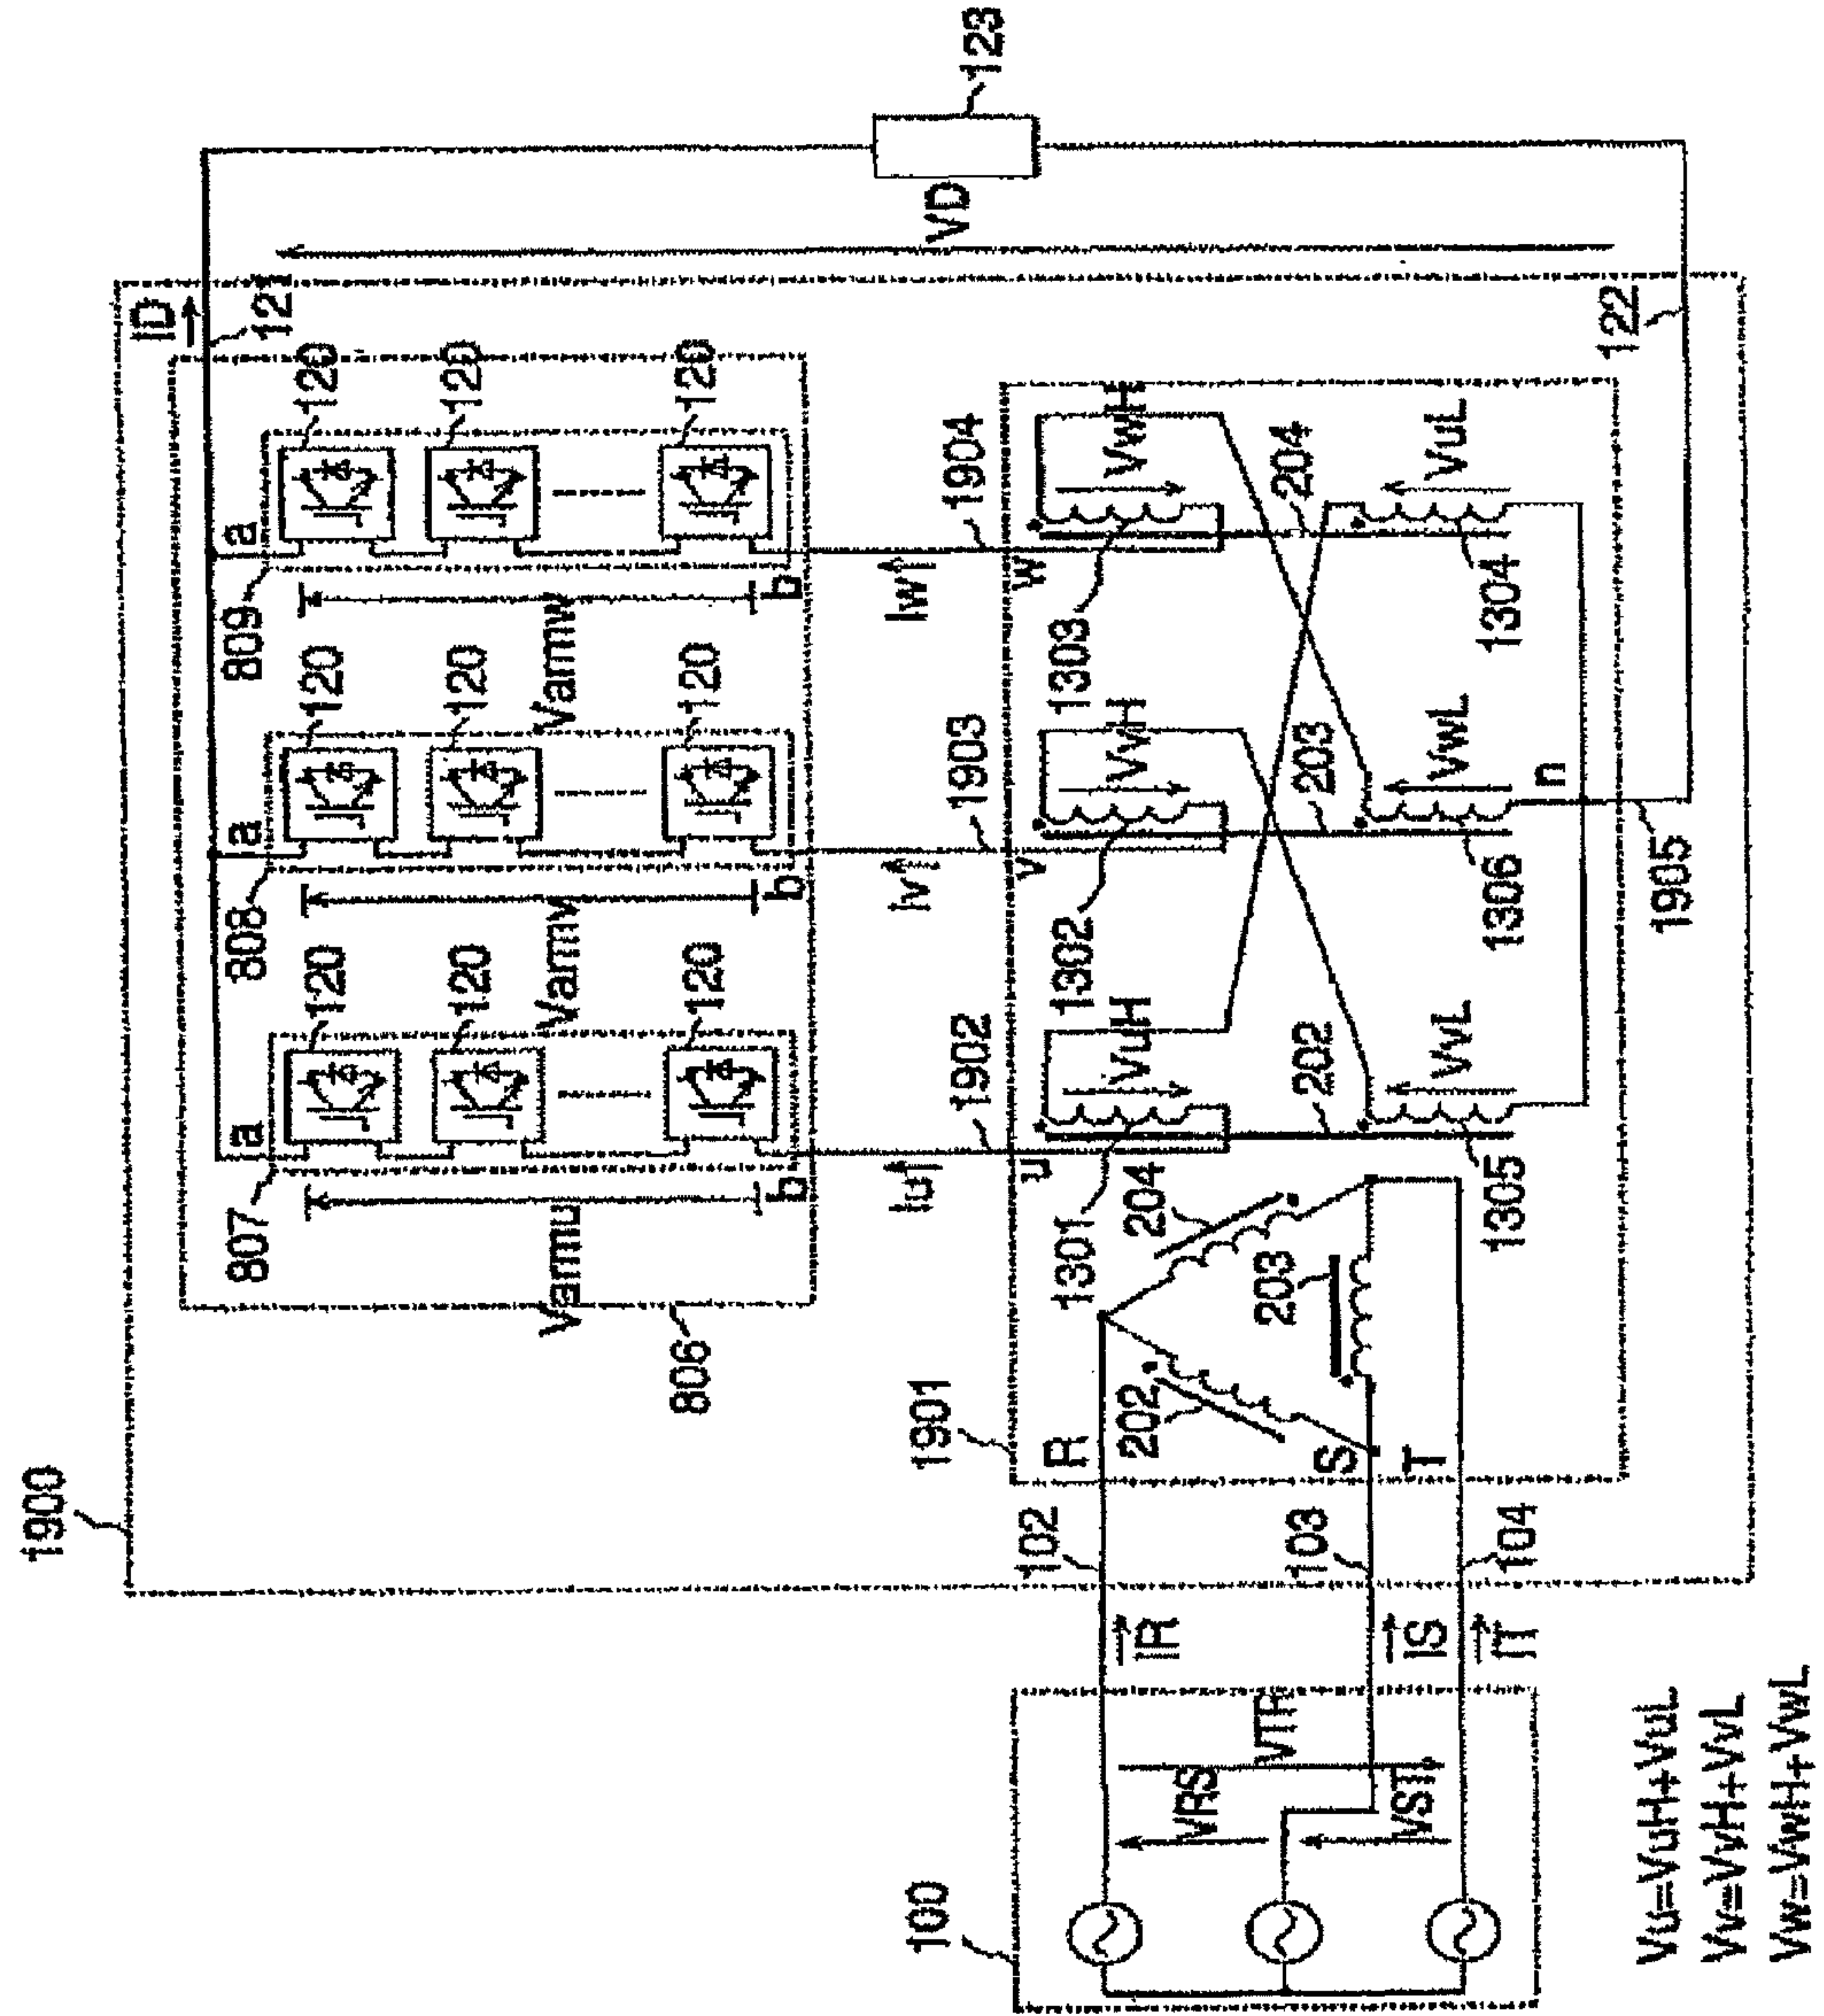 1900
100
VRS
VST
VTR
IR
IS
IT
102
103
104
1901
R
S
T
202
203
204
806
807
Varmu
a
b
120
120
120
808
Varmv
a
b
120
120
120
809
Varmw
a
b
120
120
120
ID
121
Iu
Iv
Iw
1902
1903
1904
u
v
w
1301
VuH
1302
VvH
1303
VwH
202
203
204
1305
VvL
1306
VwL
1304
VuL
n
1905
122
VD
123
Vu=VuH+VuL
Vv=VvH+VvL
Vw=VwH+VwL